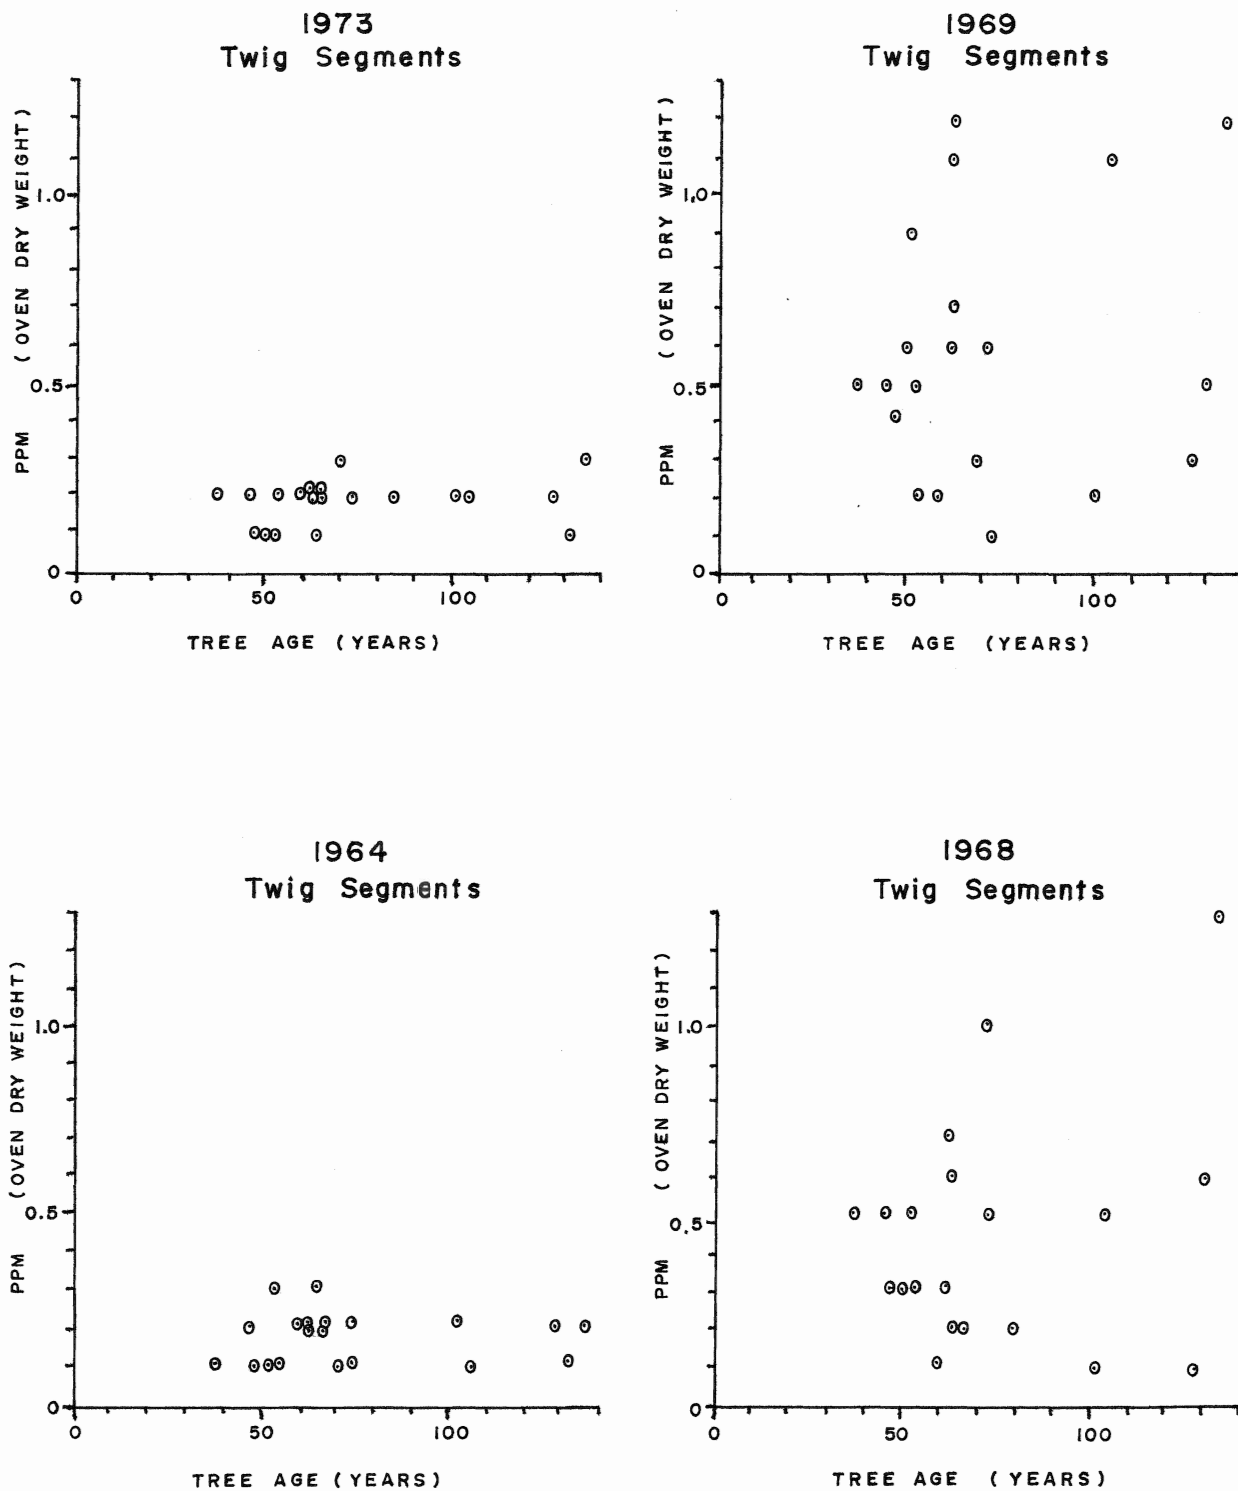 1973
Twig Segments
PPM (OVEN DRY WEIGHT)
1.0
0.5
0
0 50 100
TREE AGE (YEARS)
1969
Twig Segments
PPM (OVEN DRY WEIGHT)
1.0
0.5
0
0 50 100
TREE AGE (YEARS)
1964
Twig Segments
PPM (OVEN DRY WEIGHT)
1.0
0.5
0
0 50 100
TREE AGE (YEARS)
1968
Twig Segments
PPM (OVEN DRY WEIGHT)
1.0
0.5
0
0 50 100
TREE AGE (YEARS)